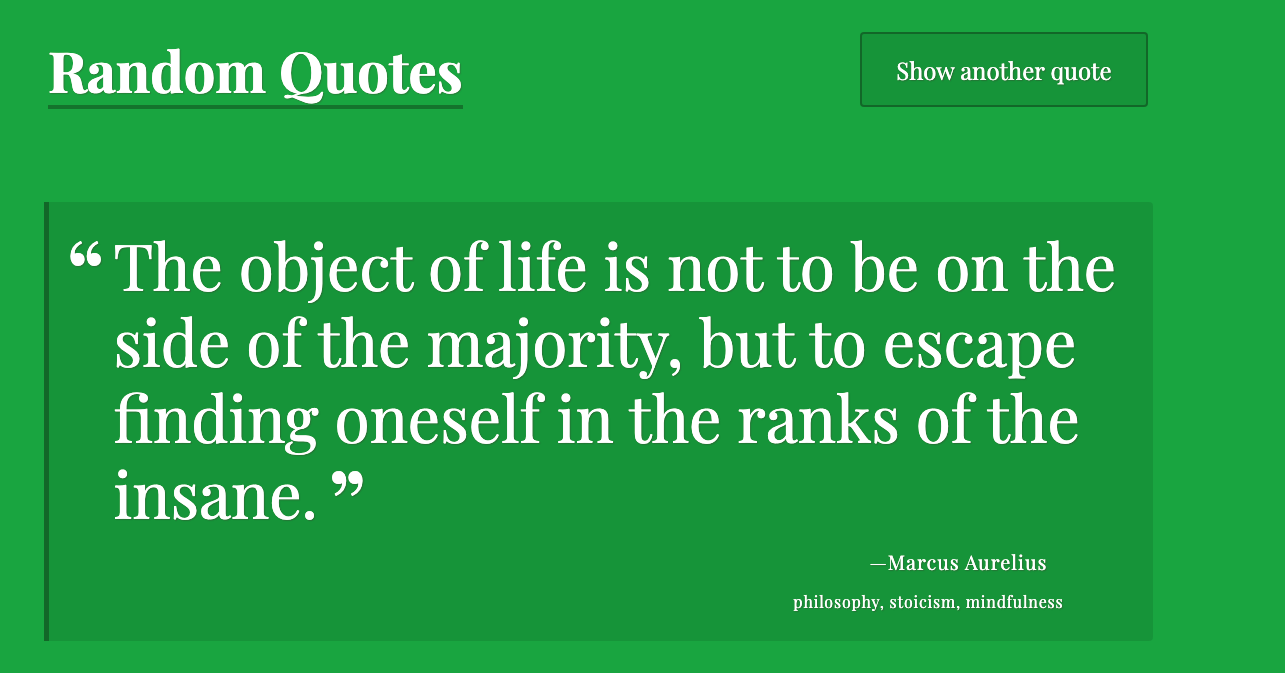 Random Quotes
Show another quote
“ The object of life is not to be on the
side of the majority, but to escape
finding oneself in the ranks of the
insane. ”
—Marcus Aurelius
philosophy, stoicism, mindfulness